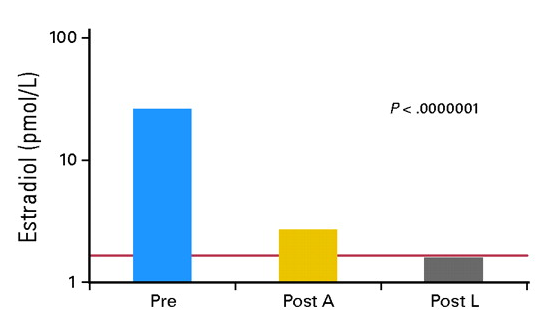 100
10
1
Estradiol (pmol/L)
P < .0000001
Pre
Post A
Post L